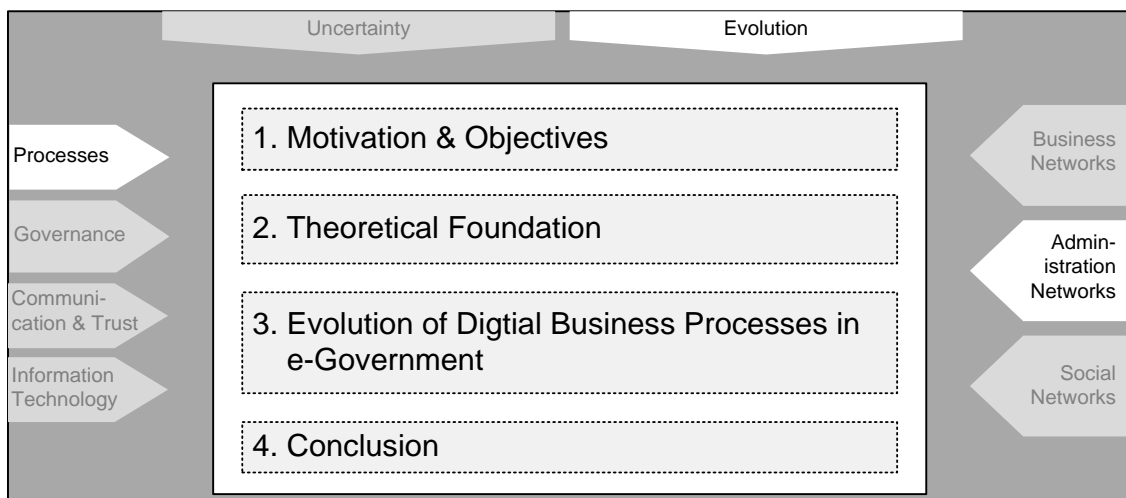 Uncertainty
Evolution
Processes
Governance
Communi-
cation & Trust
Information
Technology
1. Motivation & Objectives
2. Theoretical Foundation
3. Evolution of Digtial Business Processes in
e-Government
4. Conclusion
Business
Networks
Admin-
istration
Networks
Social
Networks